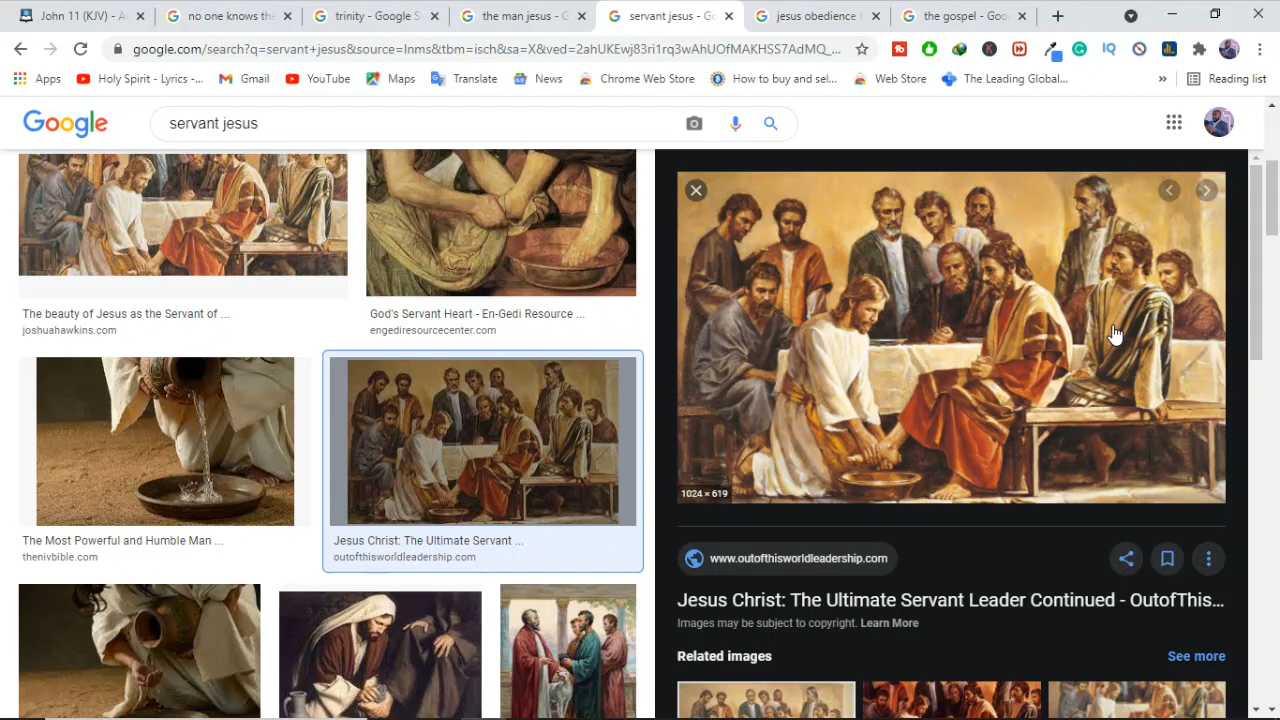 John 11 (KJV) - A
no one knows the
trinity - Google S
the man jesus - G
servant jesus - Go
jesus obedience t
the gospel - Goo
google.com/search?q=servant+jesus&source=lnms&tbm=isch&sa=X&ved=2ahUKEwj83ri1rq3wAhUOfMAKHSS7AdMQ_...
Apps
Holy Spirit - Lyrics -...
Gmail
YouTube
Maps
Translate
News
Chrome Web Store
How to buy and sel...
Web Store
The Leading Global...
»
Reading list
Google
servant jesus
The beauty of Jesus as the Servant of ...
joshuahawkins.com
God's Servant Heart - En-Gedi Resource ...
engediresourcecenter.com
The Most Powerful and Humble Man ...
thenivbible.com
Jesus Christ: The Ultimate Servant ...
outofthisworldleadership.com
1024 × 619
www.outofthisworldleadership.com
Jesus Christ: The Ultimate Servant Leader Continued - OutofThis...
Images may be subject to copyright. Learn More
Related images
See more